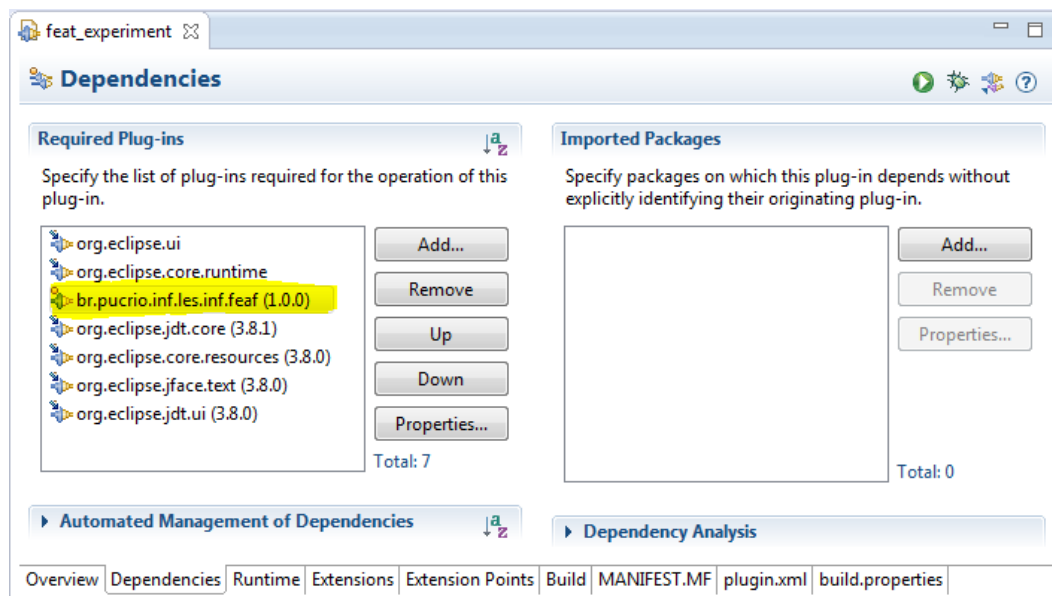 feat_experiment
Dependencies
Required Plug-ins
Specify the list of plug-ins required for the operation of this
plug-in.
org.eclipse.ui
org.eclipse.core.runtime
br.pucrio.inf.les.inf.feaf (1.0.0)
org.eclipse.jdt.core (3.8.1)
org.eclipse.core.resources (3.8.0)
org.eclipse.jface.text (3.8.0)
org.eclipse.jdt.ui (3.8.0)
Add...
Remove
Up
Down
Properties...
Total: 7
Imported Packages
Specify packages on which this plug-in depends without
explicitly identifying their originating plug-in.
Add...
Remove
Properties...
Total: 0
Automated Management of Dependencies
Dependency Analysis
Overview Dependencies Runtime Extensions Extension Points Build MANIFEST.MF plugin.xml build.properties